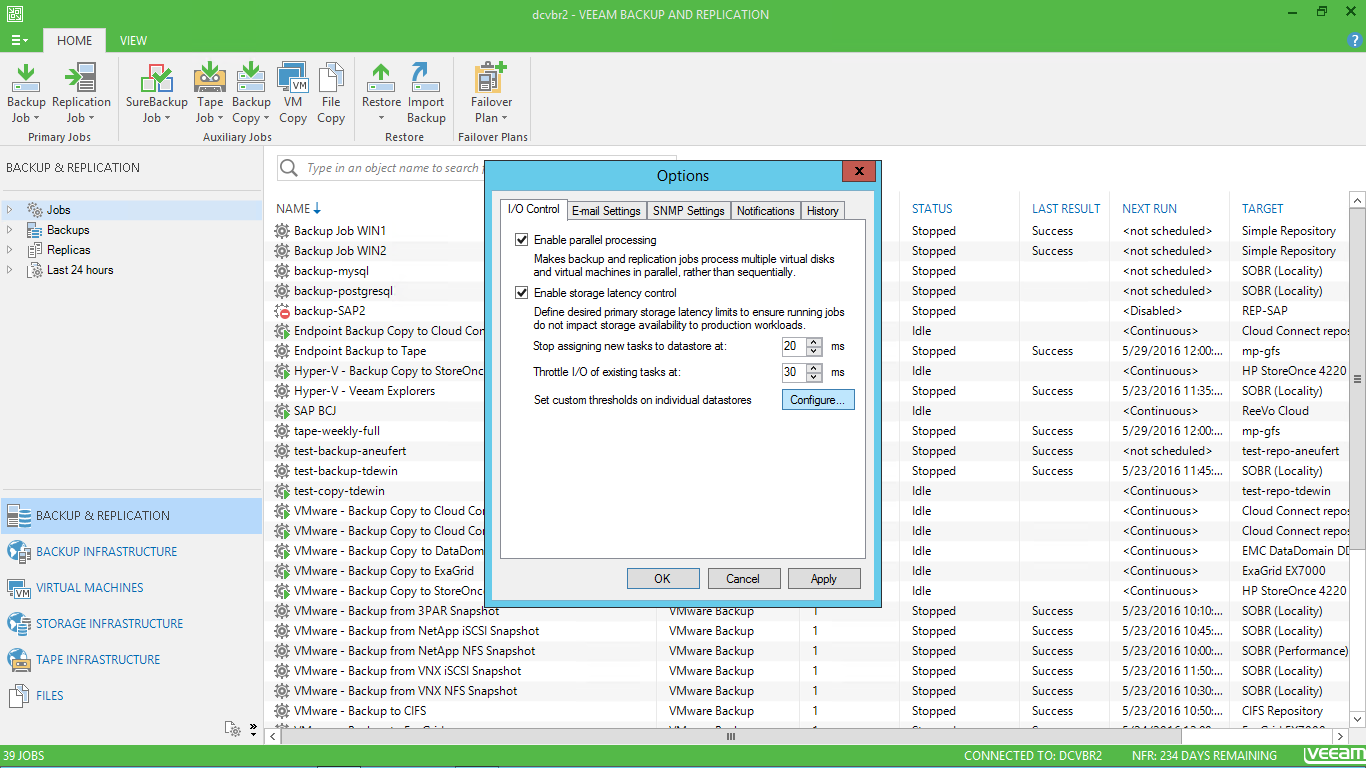 dcvbr2 - VEEAM BACKUP AND REPLICATION
HOME VIEW
Backup Job
Replication Job
Primary Jobs
SureBackup Job
Tape Job
Backup Copy
VM Copy
File Copy
Auxiliary Jobs
Restore
Import Backup
Restore
Failover Plan
Failover Plans
BACKUP & REPLICATION
Jobs
Backups
Replicas
Last 24 hours
BACKUP & REPLICATION
BACKUP INFRASTRUCTURE
VIRTUAL MACHINES
STORAGE INFRASTRUCTURE
TAPE INFRASTRUCTURE
FILES
Type in an object name to search
NAME STATUS LAST RESULT NEXT RUN TARGET
Backup Job WIN1 Stopped Success <not scheduled> Simple Repository
Backup Job WIN2 Stopped Success <not scheduled> Simple Repository
backup-mysql Stopped <not scheduled> SOBR (Locality)
backup-postgresql Stopped <not scheduled> SOBR (Locality)
backup-SAP2 Stopped <Disabled> REP-SAP
Endpoint Backup Copy to Cloud Con Idle <Continuous> Cloud Connect repos
Endpoint Backup to Tape Stopped Success 5/29/2016 12:00:... mp-gfs
Hyper-V - Backup Copy to StoreOnc Idle <Continuous> HP StoreOnce 4220
Hyper-V - Veeam Explorers Stopped Success 5/23/2016 11:35:... SOBR (Locality)
SAP BCJ Idle <Continuous> ReeVo Cloud
tape-weekly-full Stopped Success 5/29/2016 12:00:... mp-gfs
test-backup-aneufert Stopped Success <not scheduled> test-repo-aneufert
test-backup-tdewin Stopped Success 5/23/2016 11:45:... SOBR (Locality)
test-copy-tdewin Idle <Continuous> test-repo-tdewin
VMware - Backup Copy to Cloud Cor Idle <Continuous> Cloud Connect repos
VMware - Backup Copy to Cloud Cor Idle <Continuous> Cloud Connect repos
VMware - Backup Copy to DataDom Idle <Continuous> EMC DataDomain DD
VMware - Backup Copy to ExaGrid Idle <Continuous> ExaGrid EX7000
VMware - Backup Copy to StoreOnc Idle <Continuous> HP StoreOnce 4220
VMware - Backup from 3PAR Snapshot VMware Backup 1 Stopped Success 5/23/2016 10:10:... SOBR (Locality)
VMware - Backup from NetApp iSCSI Snapshot VMware Backup 1 Stopped Success 5/23/2016 10:45:... SOBR (Locality)
VMware - Backup from NetApp NFS Snapshot VMware Backup 1 Stopped Success 5/23/2016 10:00:... SOBR (Performance)
VMware - Backup from VNX iSCSI Snapshot VMware Backup 1 Stopped Success 5/23/2016 11:50:... SOBR (Locality)
VMware - Backup from VNX NFS Snapshot VMware Backup 1 Stopped Success 5/23/2016 10:30:... SOBR (Locality)
VMware - Backup to CIFS VMware Backup 1 Stopped Success 5/23/2016 10:50:... CIFS Repository
Options
x
I/O Control E-mail Settings SNMP Settings Notifications History
Enable parallel processing
Makes backup and replication jobs process multiple virtual disks
and virtual machines in parallel, rather than sequentially.
Enable storage latency control
Define desired primary storage latency limits to ensure running jobs
do not impact storage availability to production workloads.
Stop assigning new tasks to datastore at: 20 ms
Throttle I/O of existing tasks at: 30 ms
Set custom thresholds on individual datastores Configure...
OK Cancel Apply
39 JOBS CONNECTED TO: DCVBR2 NFR: 234 DAYS REMAINING veeam